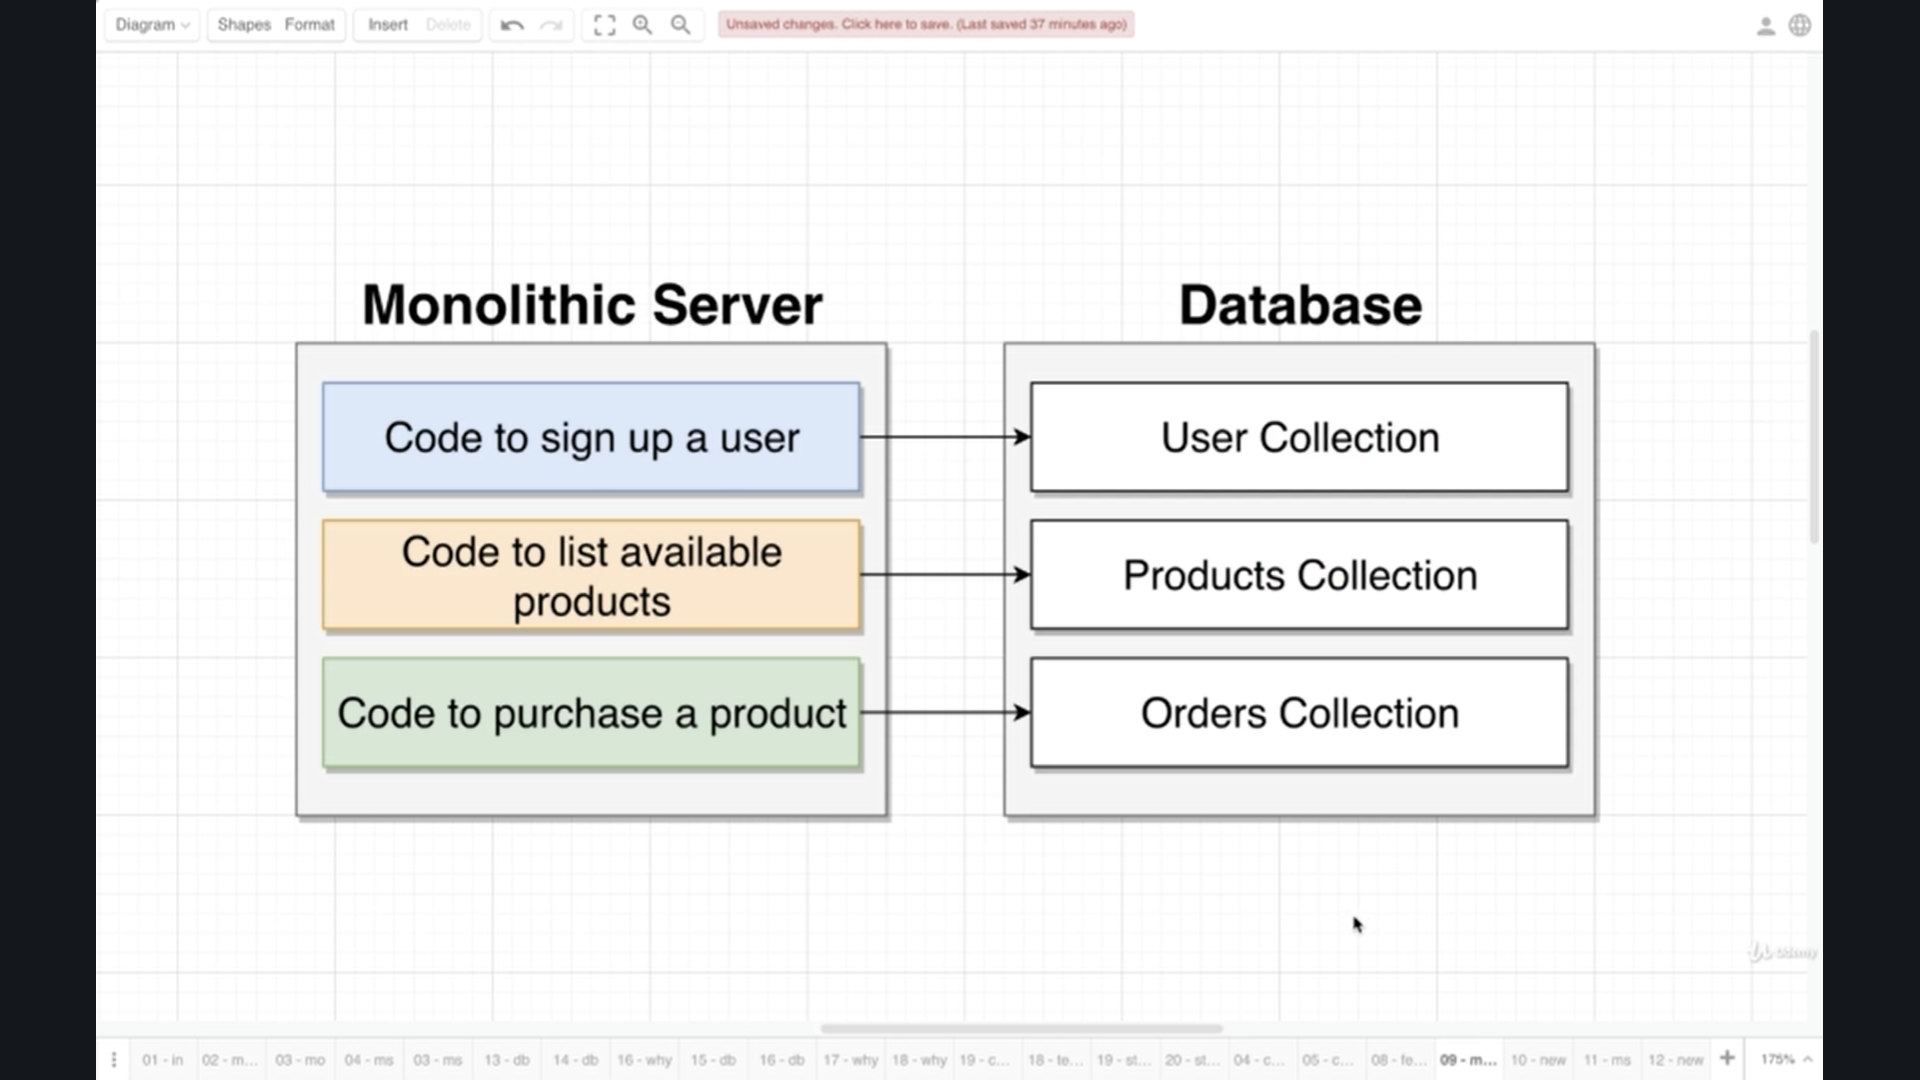 Diagram Shapes Format Insert Delete Unsaved changes. Click here to save. (Last saved 37 minutes ago)
Monolithic Server
Database
Code to sign up a user
User Collection
Code to list available
products
Products Collection
Code to purchase a product
Orders Collection
Udemy
01 - in 02 - m... 03 - mo 04 - ms 03 - ms 13 - db 14 - db 16 - why 15 - db 16 - db 17 - why 18 - why 19 - c... 18 - te... 19 - st... 20 - st... 04 - c... 05 - c... 08 - fe... 09 - m... 10 - new 11 - ms 12 - new 175%